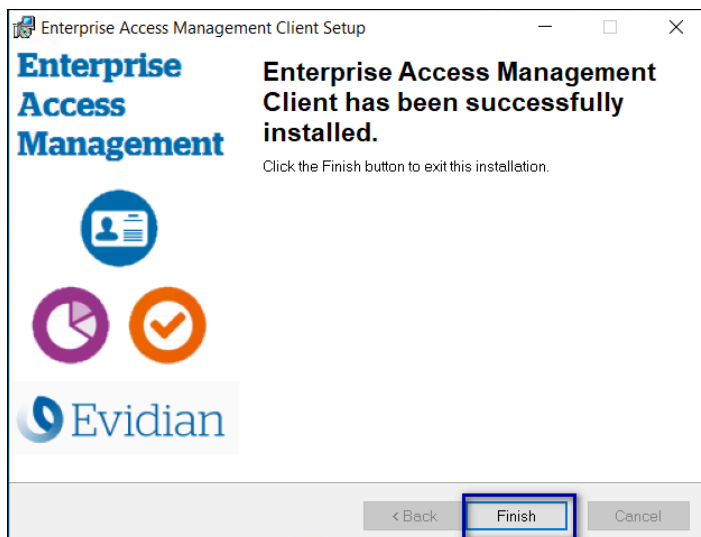 Enterprise Access Management Client Setup
Enterprise
Access
Management
Enterprise Access Management
Client has been successfully
installed.
Click the Finish button to exit this installation.
Evidian
< Back
Finish
Cancel